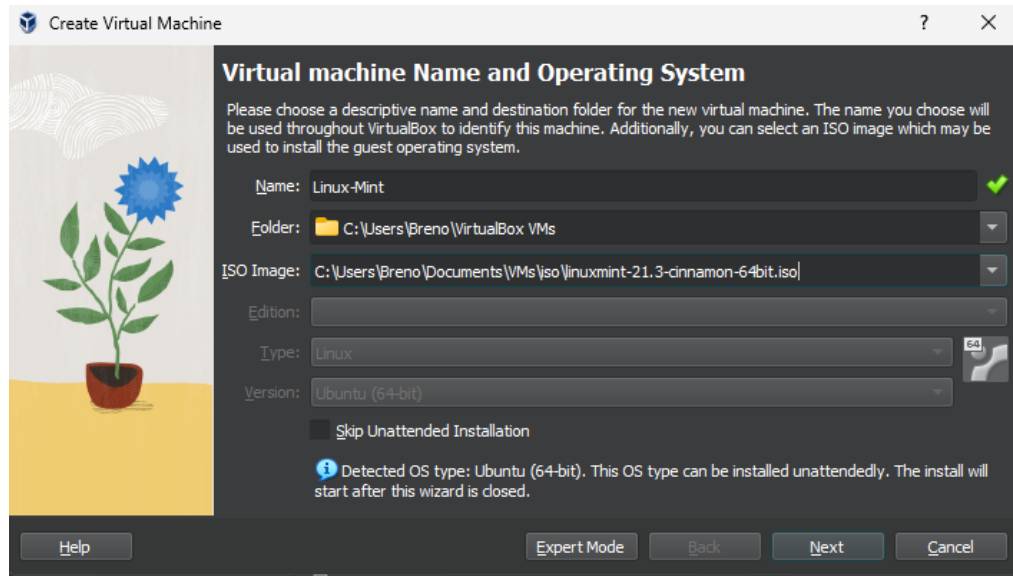 Create Virtual Machine
?
Virtual machine Name and Operating System
Please choose a descriptive name and destination folder for the new virtual machine. The name you choose will
be used throughout VirtualBox to identify this machine. Additionally, you can select an ISO image which may be
used to install the guest operating system.
Name: Linux-Mint
Folder: C:\Users\Breno\VirtualBox VMs
ISO Image: C:\Users\Breno\Documents\VMs\iso\linuxmint-21.3-cinnamon-64bit.iso
Edition:
Type: Linux
64
Version: Ubuntu (64-bit)
Skip Unattended Installation
Detected OS type: Ubuntu (64-bit). This OS type can be installed unattendedly. The install will
start after this wizard is closed.
Help Expert Mode Back Next Cancel